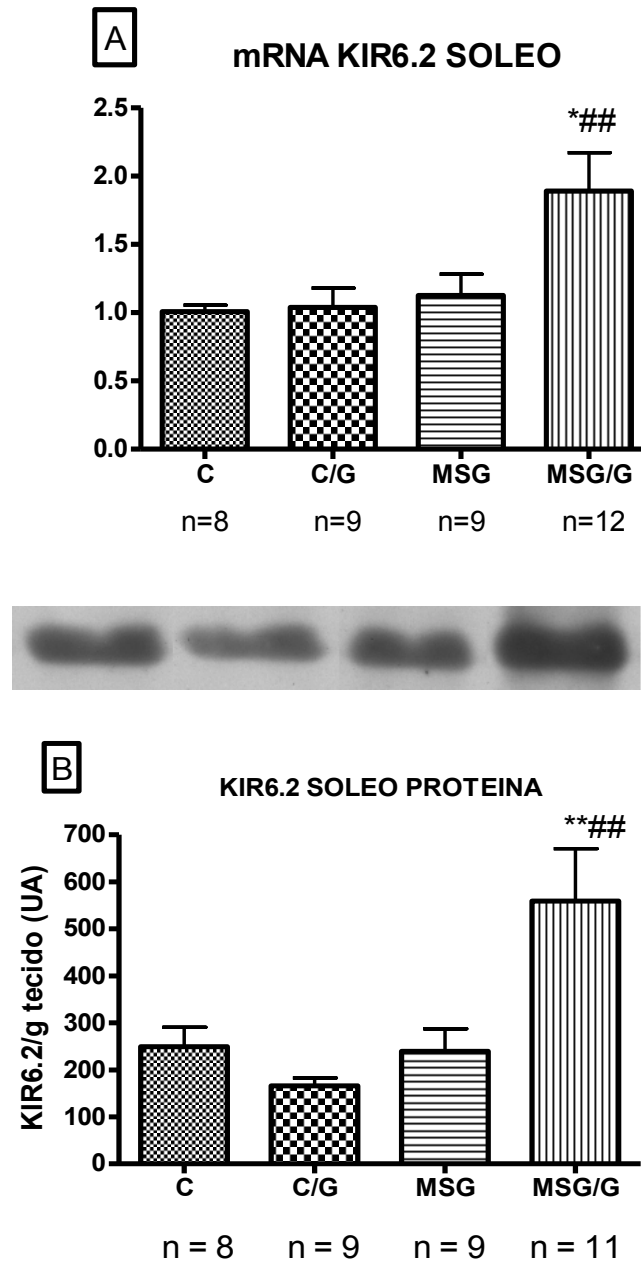 A
mRNA KIR6.2 SOLEO
*##
2.5
2.0
1.5
1.0
0.5
0.0
C C/G MSG MSG/G
n=8 n=9 n=9 n=12
B
KIR6.2 SOLEO PROTEINA
**##
KIR6.2/g tecido (UA)
700
600
500
400
300
200
100
0
C C/G MSG MSG/G
n = 8 n = 9 n = 9 n = 11